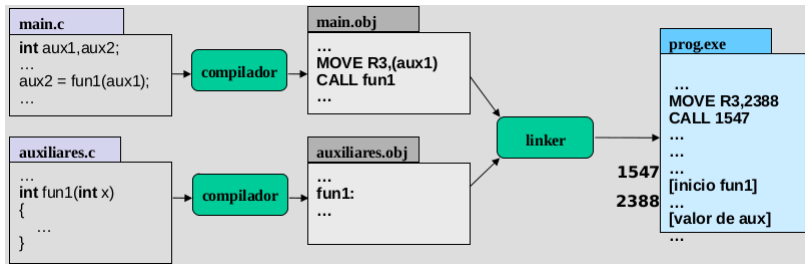 main.c
int aux1,aux2;
…
aux2 = fun1(aux1);
…
compilador
main.obj
…
MOVE R3,(aux1)
CALL fun1
…
auxiliares.c
…
int fun1(int x)
{
…
}
compilador
auxiliares.obj
…
fun1:
…
linker
prog.exe
…
MOVE R3,2388
CALL 1547
…
…
1547 …
[inicio fun1]
2388 …
[valor de aux]
…